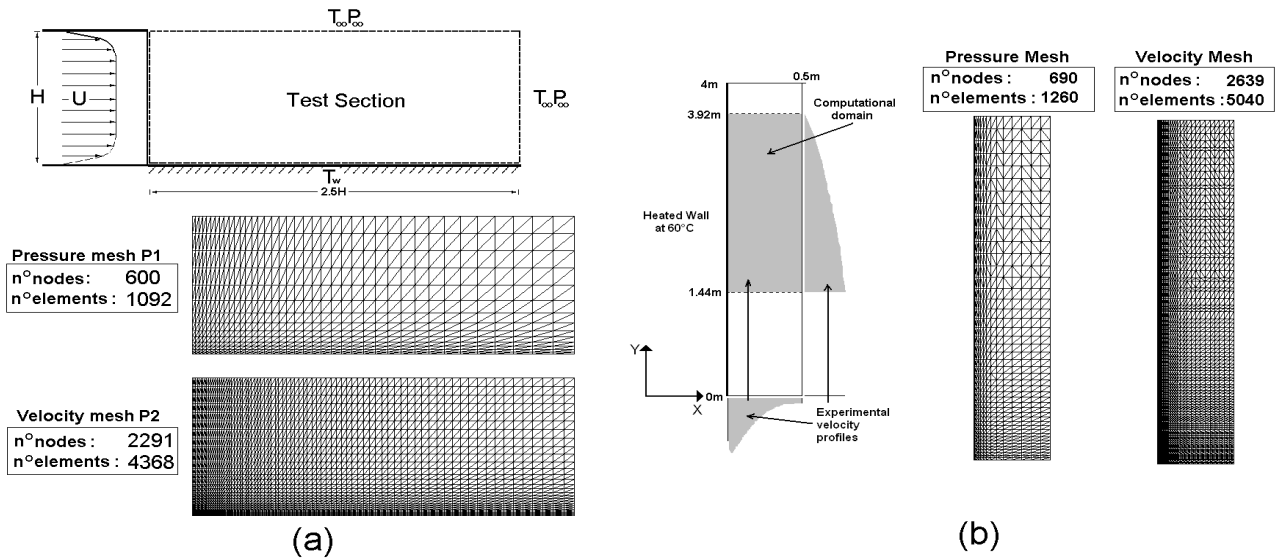 T∞P∞
H
U
Test Section
T∞P∞
Tw
2.5H
Pressure mesh P1
n°nodes: 600
n°elements : 1092
Velocity mesh P2
n°nodes : 2291
n°elements : 4368
(a)
Pressure Mesh
n°nodes : 690
n°elements : 1260
Velocity Mesh
n°nodes : 2639
n°elements : 5040
4m
0.5m
Computational
domain
3.92m
Heated Wall
at 60°C
1.44m
Y
X
0m
Experimental
velocity
profiles
(b)